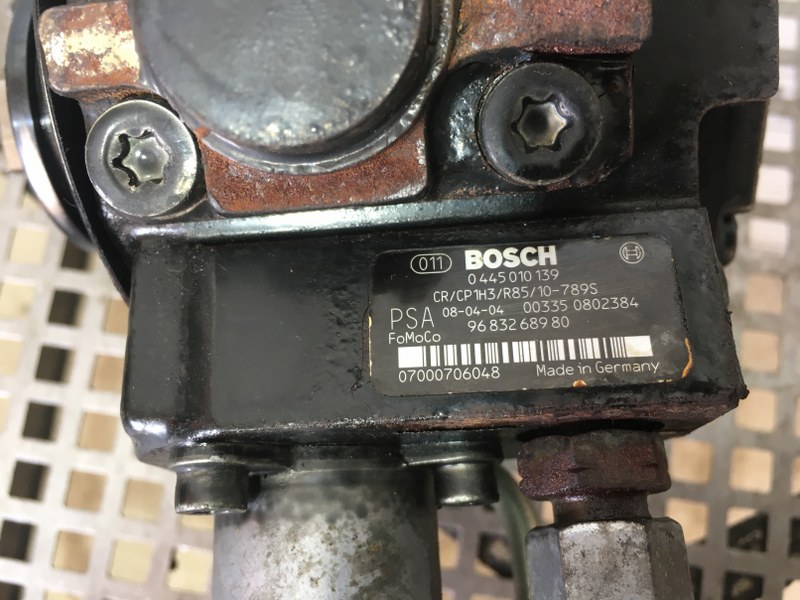 011 BOSCH
0 445 010 139
CR/CP1H3/R85/10-789S
PSA 08-04-04 00335 0802384
FoMoCo 96 832 689 80
07000706048 Made in Germany